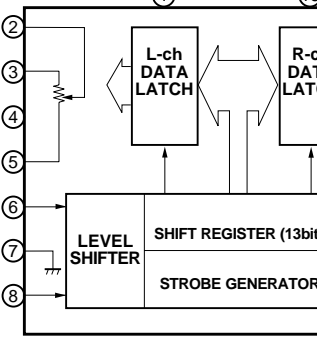 2
3
4
5
6
7
8
L-ch
DATA
LATCH
LEVEL
SHIFTER
SHIFT REGISTER (13bit
STROBE GENERATOR